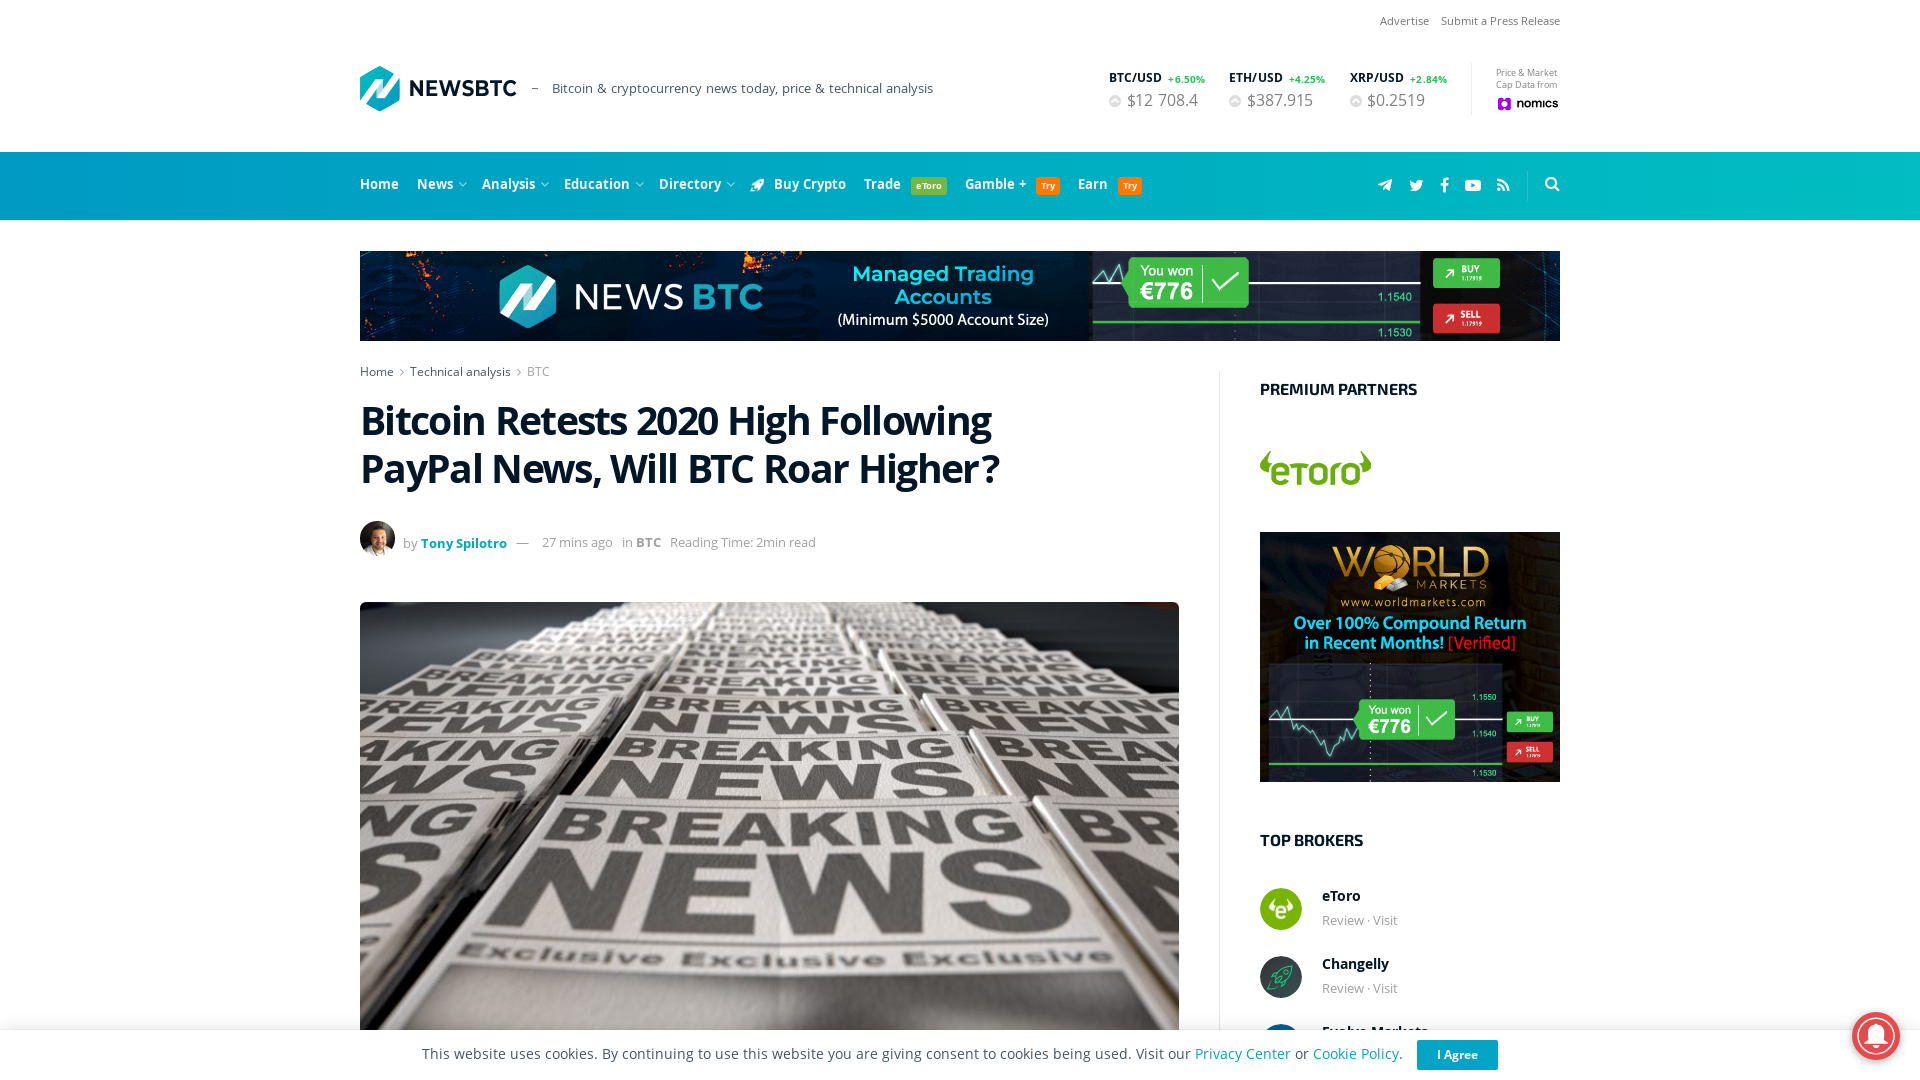 Advertise Submit a Press Release
NEWSBTC – Bitcoin & cryptocurrency news today, price & technical analysis
BTC/USD +6.50% ETH/USD +4.25% XRP/USD +2.84%
$12 708.4 $387.915 $0.2519
Price & Market
Cap Data from
nomics
Home News Analysis Education Directory Buy Crypto Trade eToro Gamble + Try Earn Try
NEWS BTC
Managed Trading
Accounts
(Minimum $5000 Account Size)
You won
€776
1.1540
1.1530
BUY
1.17919
SELL
1.17919
Home > Technical analysis > BTC
Bitcoin Retests 2020 High Following
PayPal News, Will BTC Roar Higher?
by Tony Spilotro — 27 mins ago in BTC Reading Time: 2min read
BREAKING
NEWS
BREAKING
NEWS
BREAKING
NEWS
Exclusive Exclusive Exclusive
PREMIUM PARTNERS
eToro
WORLD
MARKETS
www.worldmarkets.com
Over 100% Compound Return
in Recent Months! [Verified]
You won
€776
1.1550
1.1540
1.1530
BUY
SELL
TOP BROKERS
eToro
Review · Visit
Changelly
Review · Visit
This website uses cookies. By continuing to use this website you are giving consent to cookies being used. Visit our Privacy Center or Cookie Policy. I Agree